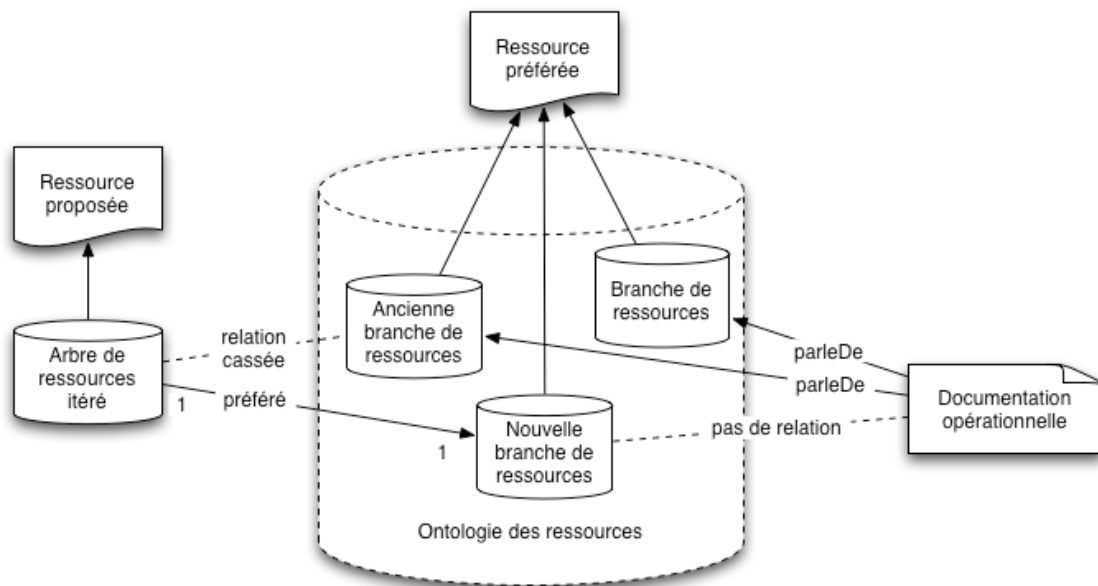 Ressource
préférée
Ressource
proposée
Ancienne
branche de
ressources
Branche de
ressources
relation
cassée
Arbre de
ressources
itéré
parleDe
parleDe
1
préféré
Documentation
opérationnelle
Nouvelle
branche de
ressources
pas de relation
1
Ontologie des ressources